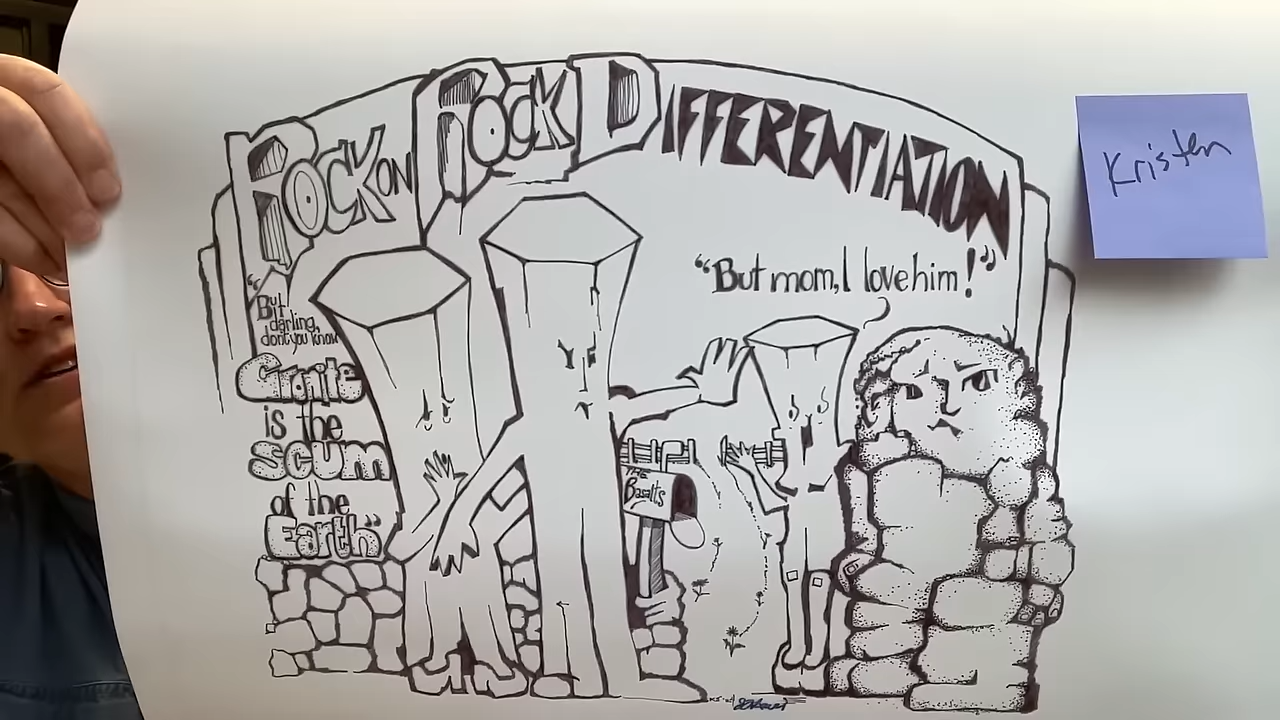 ROCK ON ROCK DIFFERENTIATION
Kristen
"But mom, I love him!"
"But
darling,
don't you know
Granite
is the
scum
of the
Earth"
THE
Basalts